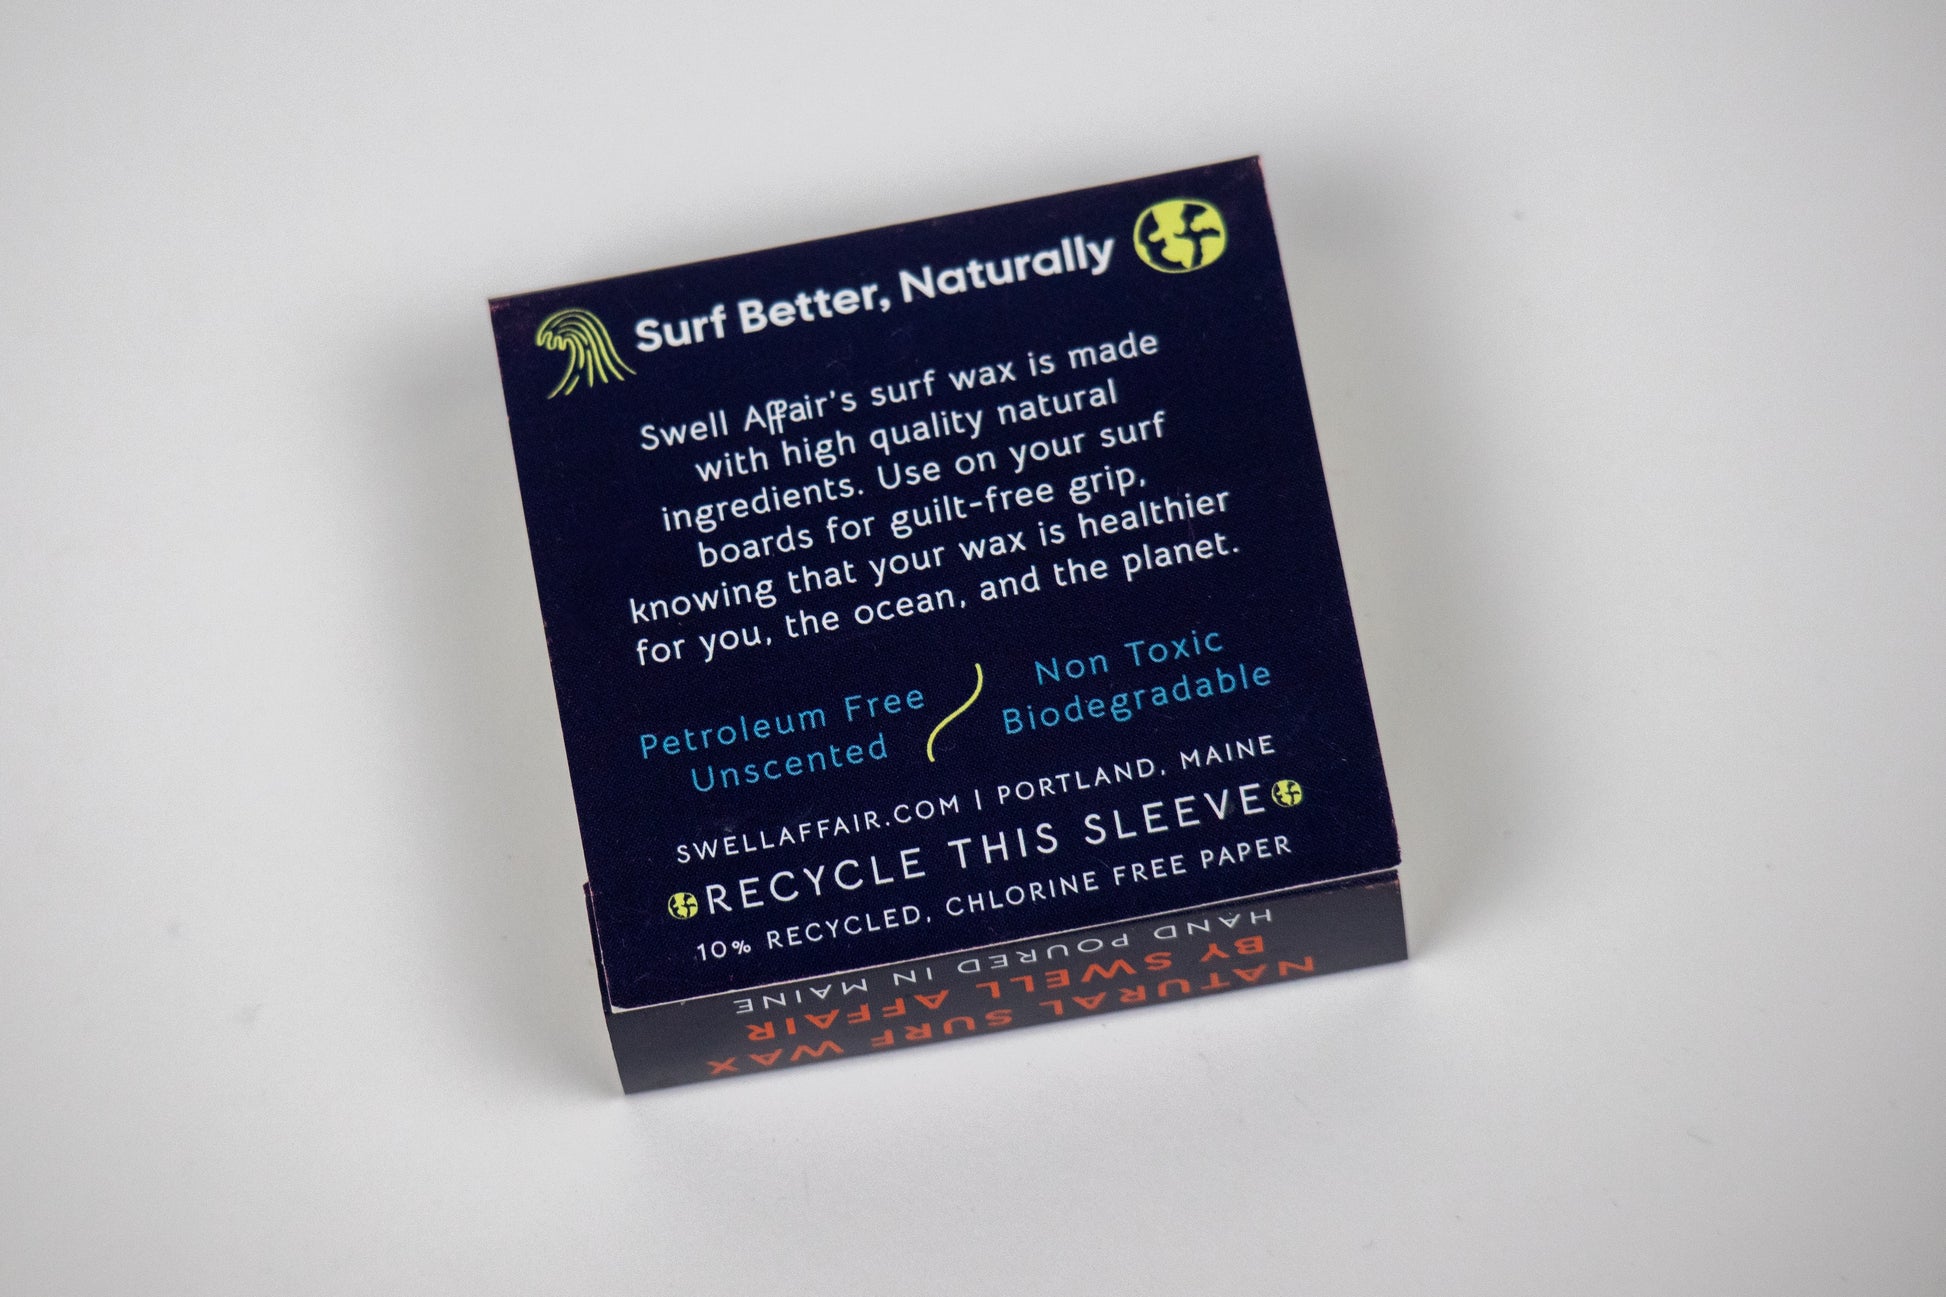 Surf Better, Naturally
Swell Affair's surf wax is made
with high quality natural
ingredients. Use on your surf
boards for guilt-free grip,
knowing that your wax is healthier
for you, the ocean, and the planet.
Petroleum Free
Unscented
Non Toxic
Biodegradable
SWELLAFFAIR.COM | PORTLAND, MAINE
RECYCLE THIS SLEEVE
10% RECYCLED, CHLORINE FREE PAPER
NATURAL SURF WAX
BY SWELL AFFAIR
HAND POURED IN MAINE